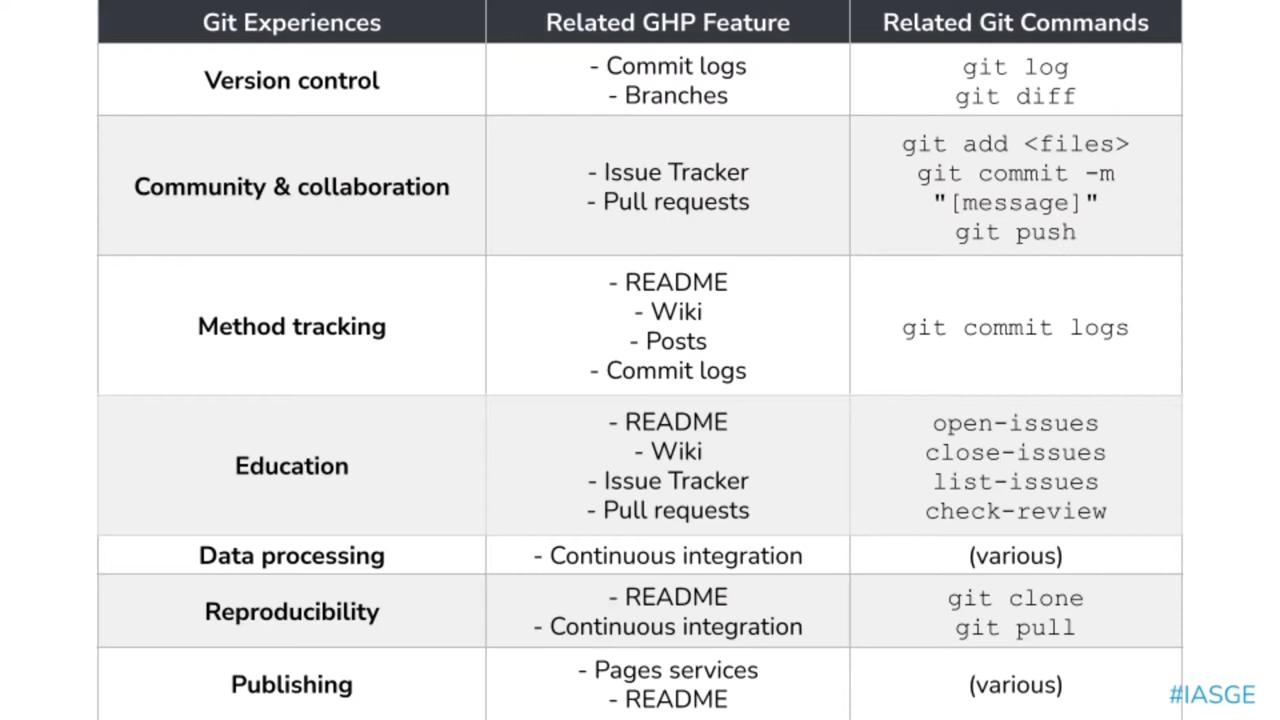 Git Experiences
Related GHP Feature
Related Git Commands
Version control
- Commit logs
- Branches
git log
git diff
Community & collaboration
- Issue Tracker
- Pull requests
git add <files>
git commit -m
"[message]"
git push
Method tracking
- README
- Wiki
- Posts
- Commit logs
git commit logs
Education
- README
- Wiki
- Issue Tracker
- Pull requests
open-issues
close-issues
list-issues
check-review
Data processing
- Continuous integration
(various)
Reproducibility
- README
- Continuous integration
git clone
git pull
Publishing
- Pages services
- README
(various)
#IASGE